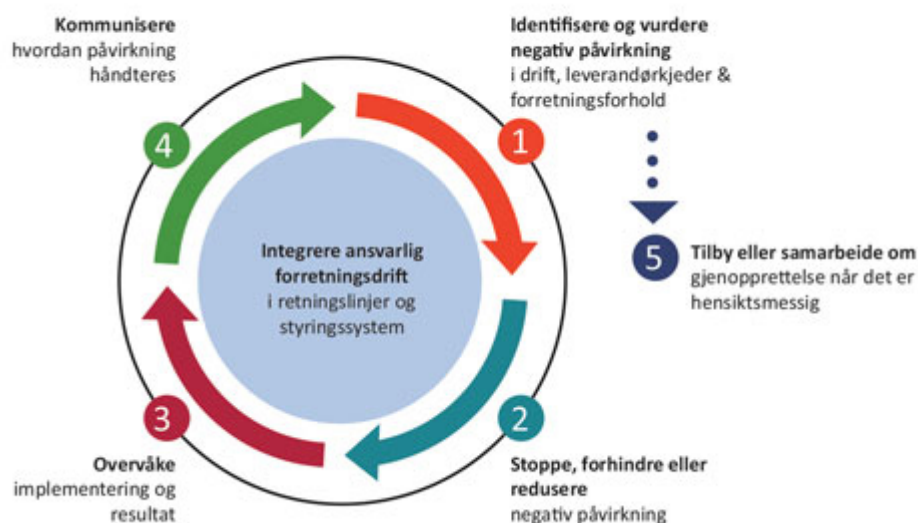 Kommunisere
hvordan påvirkning
håndteres
4
Identifisere og vurdere
negativ påvirkning
i drift, leverandørkjeder &
forretningsforhold
1
5
Tilby eller samarbeide om
gjenopprettelse når det er
hensiktsmessig
Integrere ansvarlig
forretningsdrift
i retningslinjer og
styringssystem
3
Overvåke
implementering og
resultat
2
Stoppe, forhindre eller
redusere
negativ påvirkning